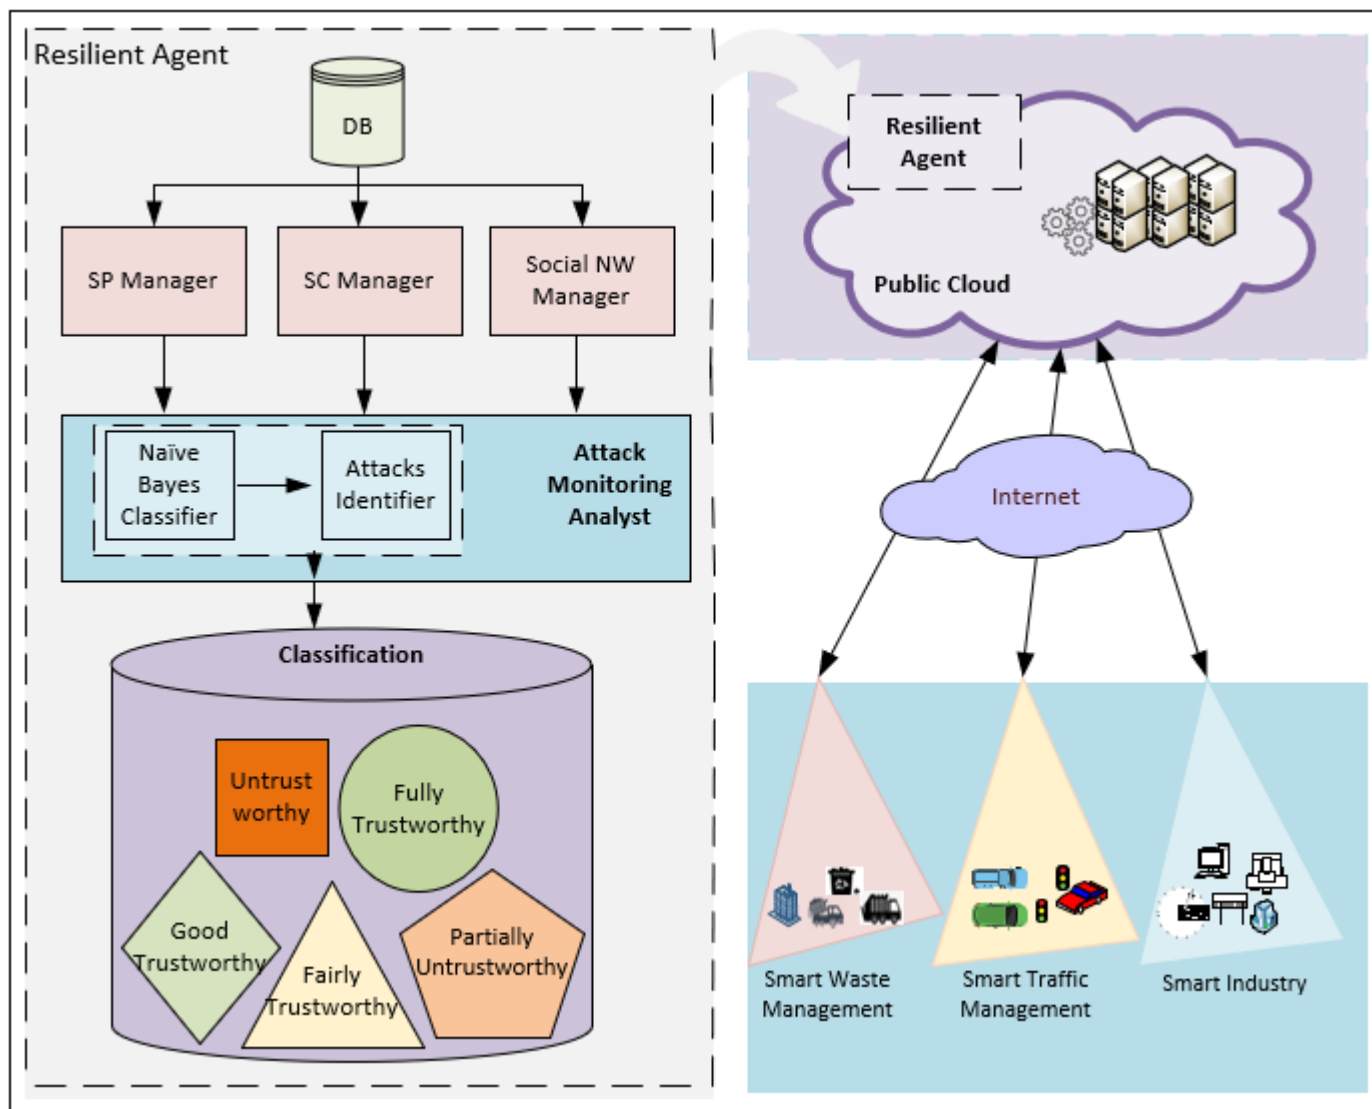 Resilient Agent
DB
SP Manager
SC Manager
Social NW
Manager
Naïve
Bayes
Classifier
Attacks
Identifier
Attack
Monitoring
Analyst
Classification
Untrust
worthy
Fully
Trustworthy
Good
Trustworthy
Fairly
Trustworthy
Partially
Untrustworthy
Resilient
Agent
Public Cloud
Internet
Smart Waste
Management
Smart Traffic
Management
Smart Industry